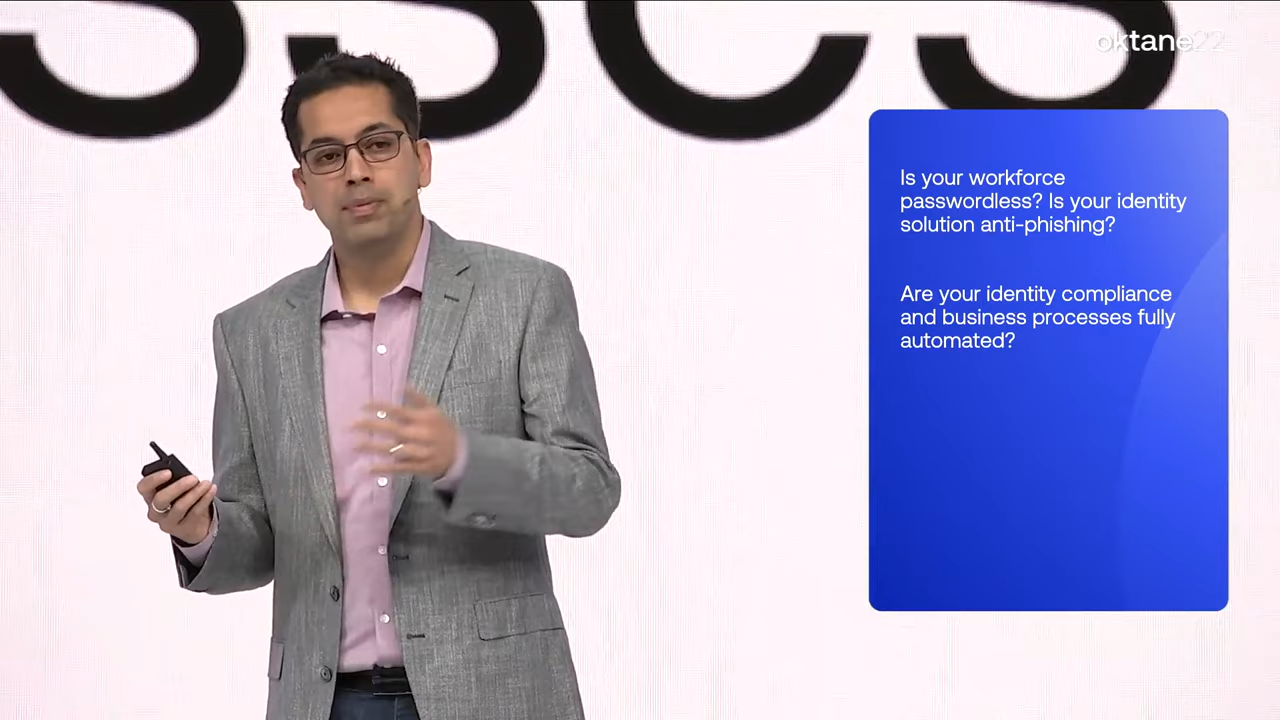 oktane22
Is your workforce
passwordless? Is your identity
solution anti-phishing?
Are your identity compliance
and business processes fully
automated?